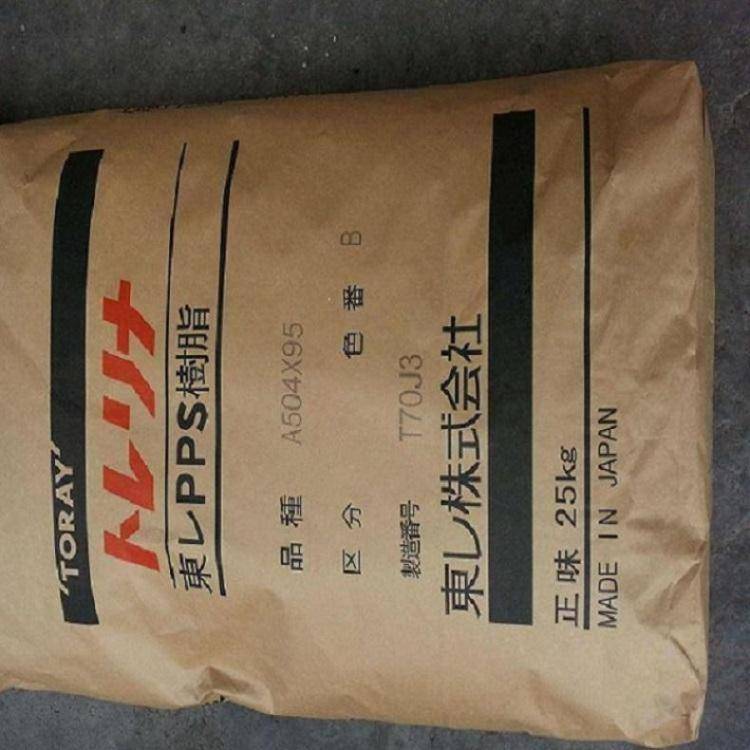 'TORAY'
トレリナ
東レPPS樹脂
品種 A504X95
区分 色番 B
製造番号 T70J3
東レ株式会社
正味 25kg
MADE IN JAPAN